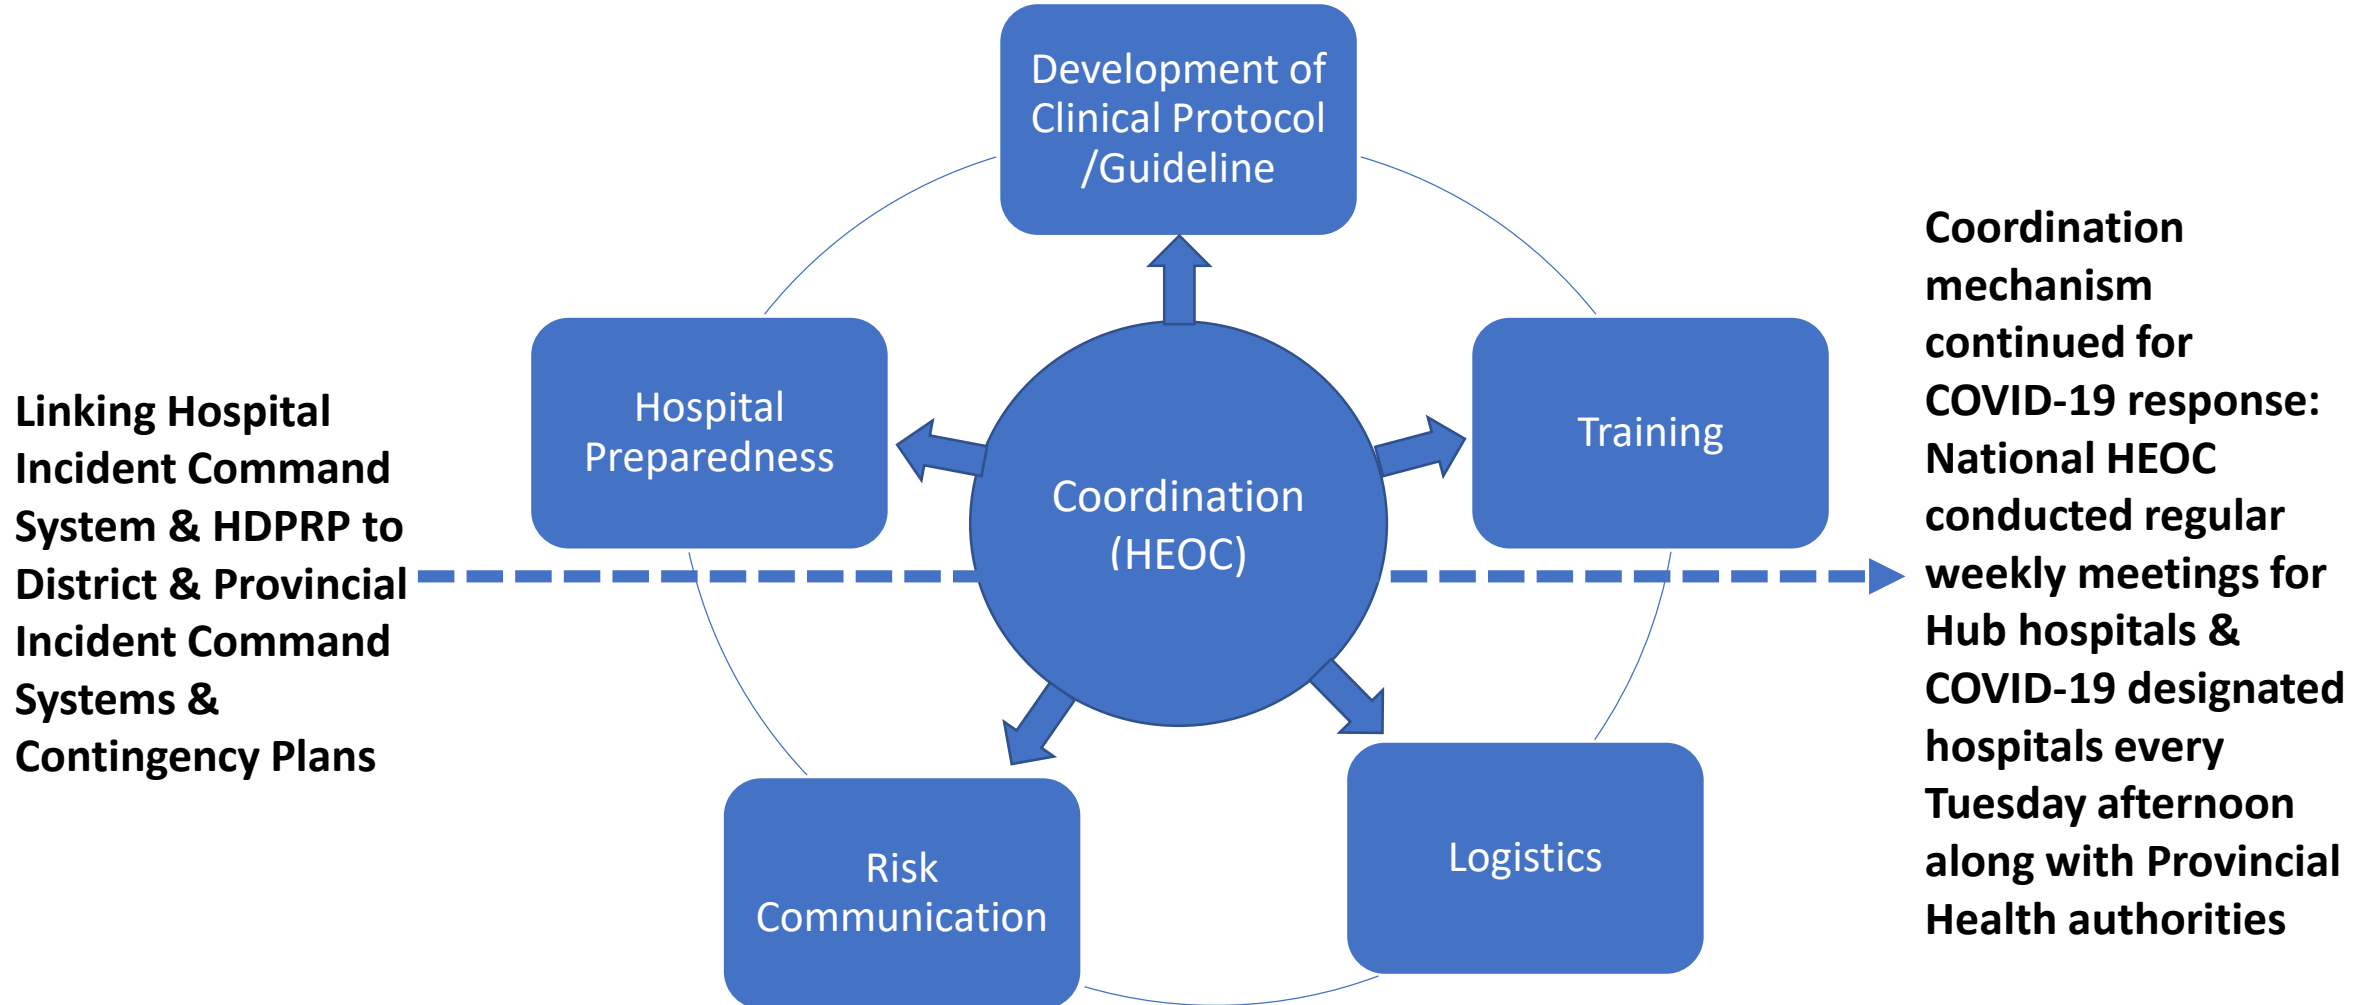 Development of
Clinical Protocol
/Guideline
Hospital
Preparedness
Training
Coordination
(HEOC)
Risk
Communication
Logistics
Linking Hospital
Incident Command
System & HDPRP to
District & Provincial
Incident Command
Systems &
Contingency Plans
Coordination
mechanism
continued for
COVID-19 response:
National HEOC
conducted regular
weekly meetings for
Hub hospitals &
COVID-19 designated
hospitals every
Tuesday afternoon
along with Provincial
Health authorities